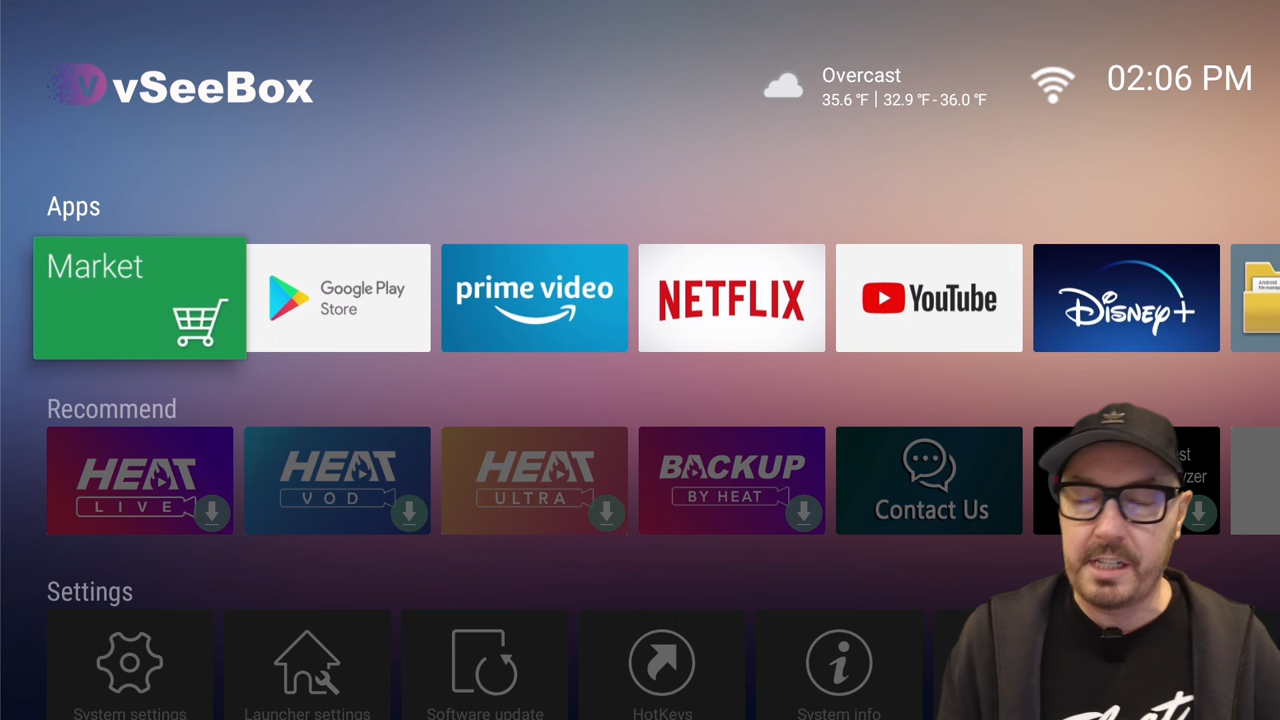 V vSeeBox
Overcast
35.6 °F | 32.9 °F - 36.0 °F
02:06 PM
Apps
Market
Google Play
Store
prime video
NETFLIX
YouTube
Disney+
Recommend
HEAT
LIVE
HEAT
VOD
HEAT
ULTRA
BACKUP
BY HEAT
Contact Us
Settings
System settings
Launcher settings
Software update
HotKeys
System info